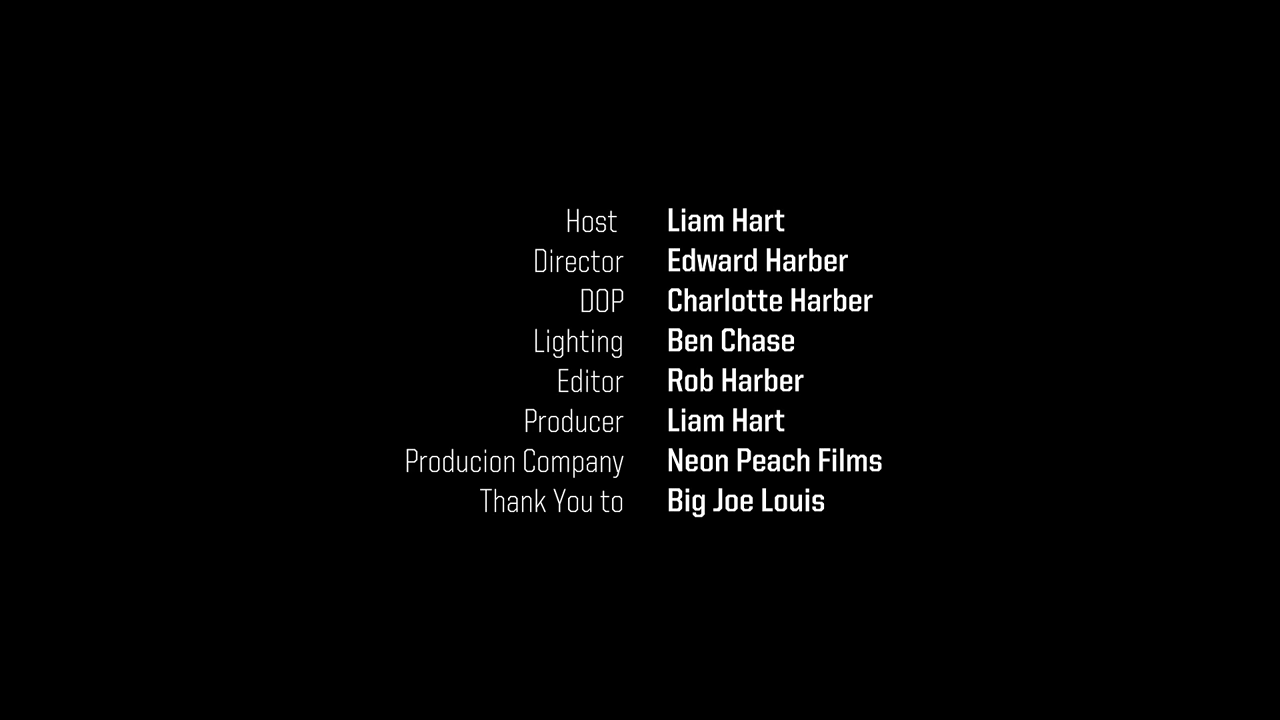 Host Liam Hart
Director Edward Harber
DOP Charlotte Harber
Lighting Ben Chase
Editor Rob Harber
Producer Liam Hart
Producion Company Neon Peach Films
Thank You to Big Joe Louis